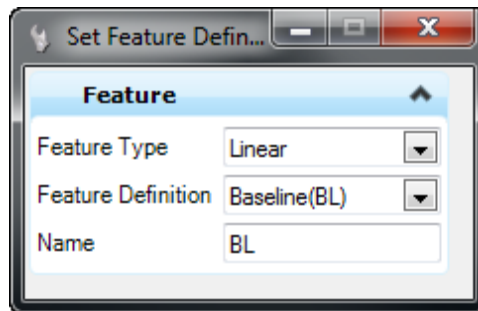 Set Feature Defin...
Feature
Feature Type Linear
Feature Definition Baseline(BL)
Name BL